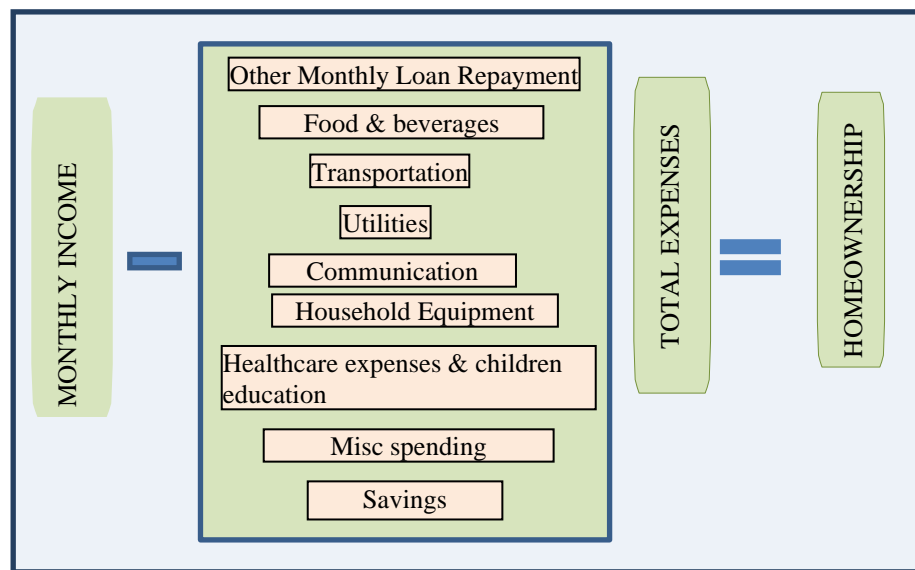 MONTHLY INCOME
Other Monthly Loan Repayment
Food & beverages
Transportation
Utilities
Communication
Household Equipment
Healthcare expenses & children
education
Misc spending
Savings
TOTAL EXPENSES
HOMEOWNERSHIP